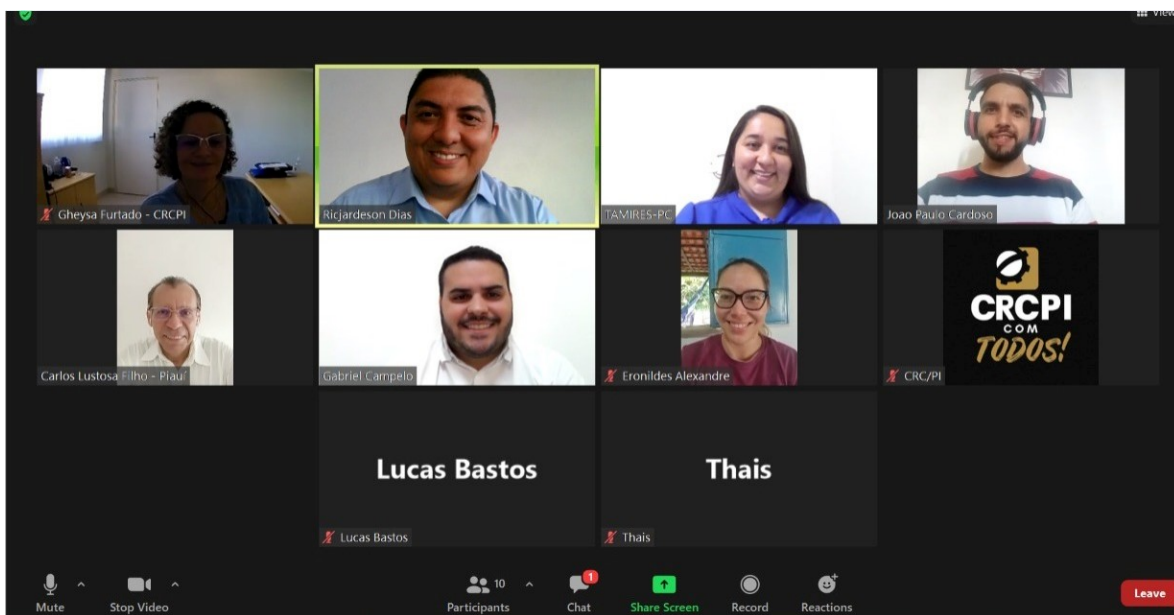 View
Gheysa Furtado - CRCPI
Ricjardeson Dias
TAMIRES-PC
Joao Paulo Cardoso
Carlos Lustosa Filho - Piauí
Gabriel Campelo
Eronildes Alexandre
CRCPI
COM
TODOS!
CRC/PI
Lucas Bastos
Lucas Bastos
Thais
Thais
Mute
Stop Video
10
Participants
1
Chat
Share Screen
Record
Reactions
Leave